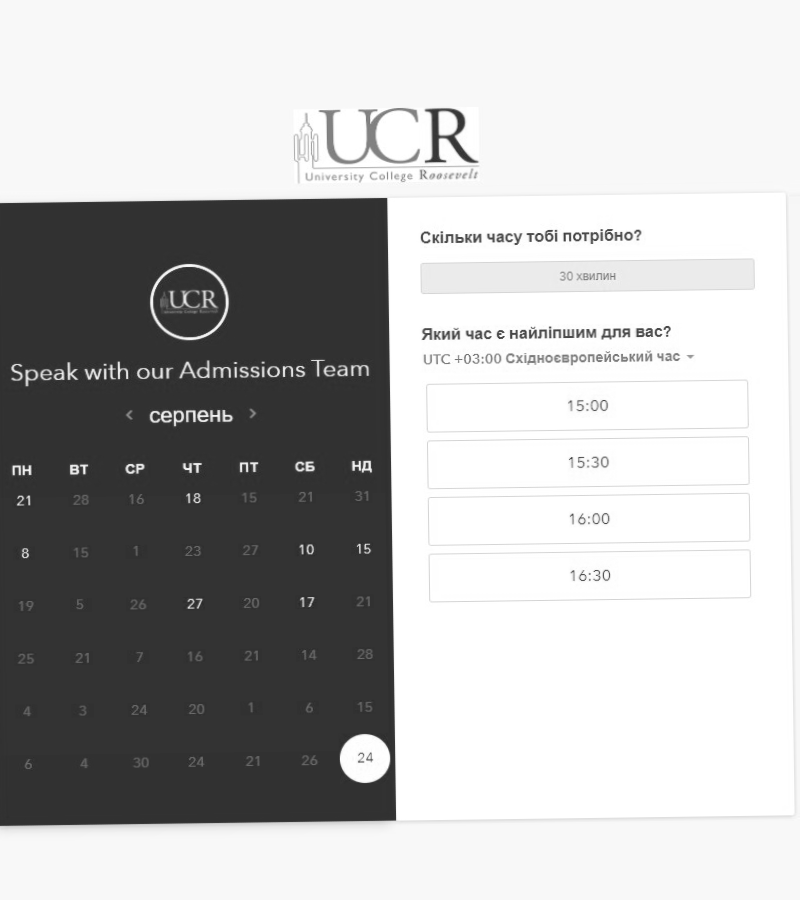 UCR
University College Roosevelt
UCR
University College Roosevelt
Speak with our Admissions Team
серпень
ПН ВТ СР ЧТ ПТ СБ НД
21 28 16 18 15 21 31
8 15 1 23 27 10 15
19 5 26 27 20 17 21
25 21 7 16 21 14 28
4 3 24 20 1 6 15
6 4 30 24 21 26 24
Скільки часу тобі потрібно?
30 хвилин
Який час є найліпшим для вас?
UTC +03:00 Східноєвропейський час
15:00
15:30
16:00
16:30